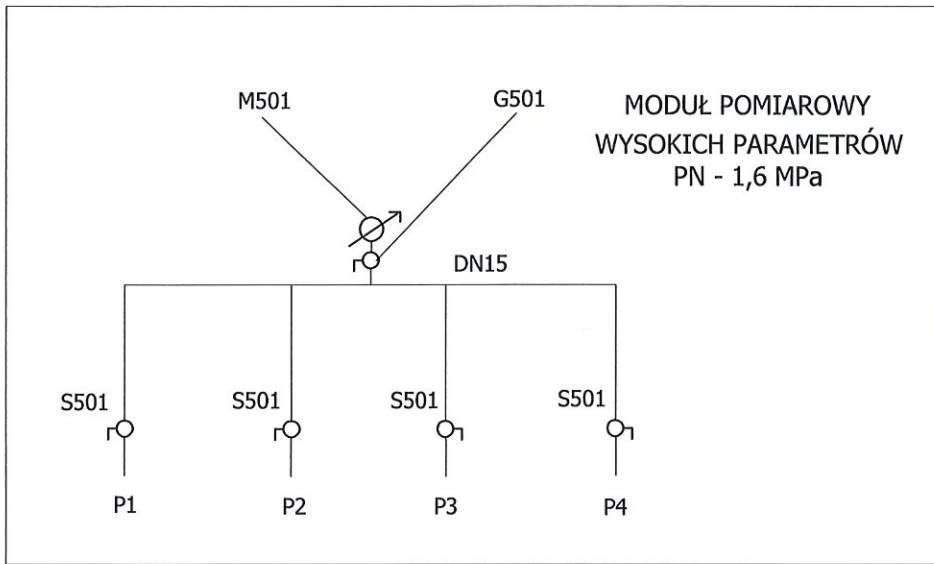 M501
G501
MODUŁ POMIAROWY
WYSOKICH PARAMETRÓW
PN - 1,6 MPa
DN15
S501
S501
S501
S501
P1
P2
P3
P4